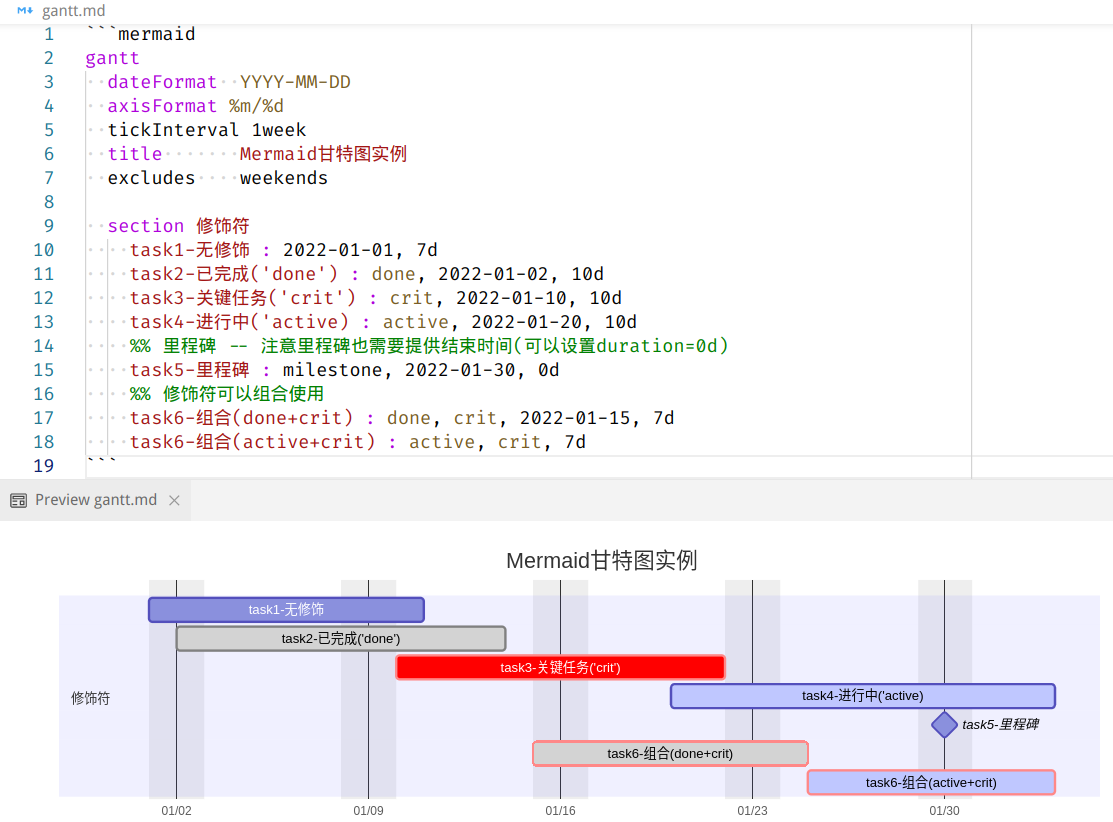 gantt.md
1 ```mermaid
2 gantt
3 dateFormat YYYY-MM-DD
4 axisFormat %m/%d
5 tickInterval 1week
6 title Mermaid甘特图实例
7 excludes weekends
8
9 section 修饰符
10 task1-无修饰 : 2022-01-01, 7d
11 task2-已完成('done') : done, 2022-01-02, 10d
12 task3-关键任务('crit') : crit, 2022-01-10, 10d
13 task4-进行中('active) : active, 2022-01-20, 10d
14 %% 里程碑 -- 注意里程碑也需要提供结束时间(可以设置duration=0d)
15 task5-里程碑 : milestone, 2022-01-30, 0d
16 %% 修饰符可以组合使用
17 task6-组合(done+crit) : done, crit, 2022-01-15, 7d
18 task6-组合(active+crit) : active, crit, 7d
19 ```
Preview gantt.md
Mermaid甘特图实例
task1-无修饰
task2-已完成('done')
task3-关键任务('crit')
task4-进行中('active)
修饰符
task5-里程碑
task6-组合(done+crit)
task6-组合(active+crit)
01/02 01/09 01/16 01/23 01/30